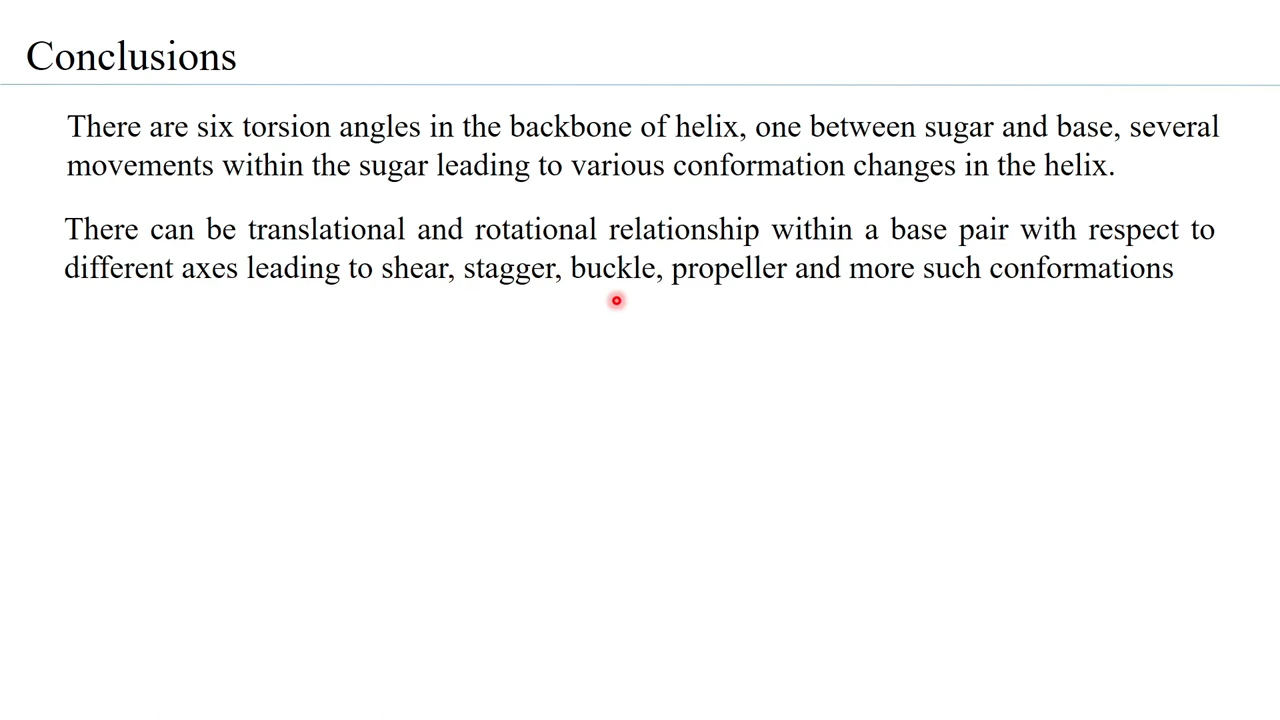 Conclusions
There are six torsion angles in the backbone of helix, one between sugar and base, several
movements within the sugar leading to various conformation changes in the helix.
There can be translational and rotational relationship within a base pair with respect to
different axes leading to shear, stagger, buckle, propeller and more such conformations